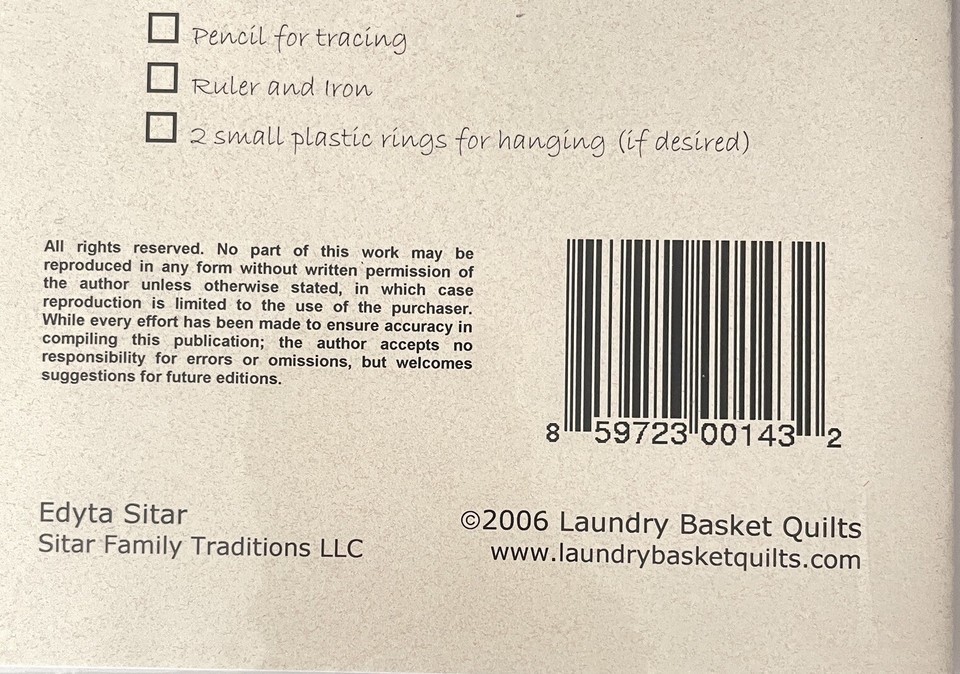 Pencil for tracing
Ruler and Iron
2 small plastic rings for hanging (if desired)
All rights reserved. No part of this work may be
reproduced in any form without written permission of
the author unless otherwise stated, in which case
reproduction is limited to the use of the purchaser.
While every effort has been made to ensure accuracy in
compiling this publication; the author accepts no
responsibility for errors or omissions, but welcomes
suggestions for future editions.
8 59723 00143 2
Edyta Sitar
Sitar Family Traditions LLC
©2006 Laundry Basket Quilts
www.laundrybasketquilts.com